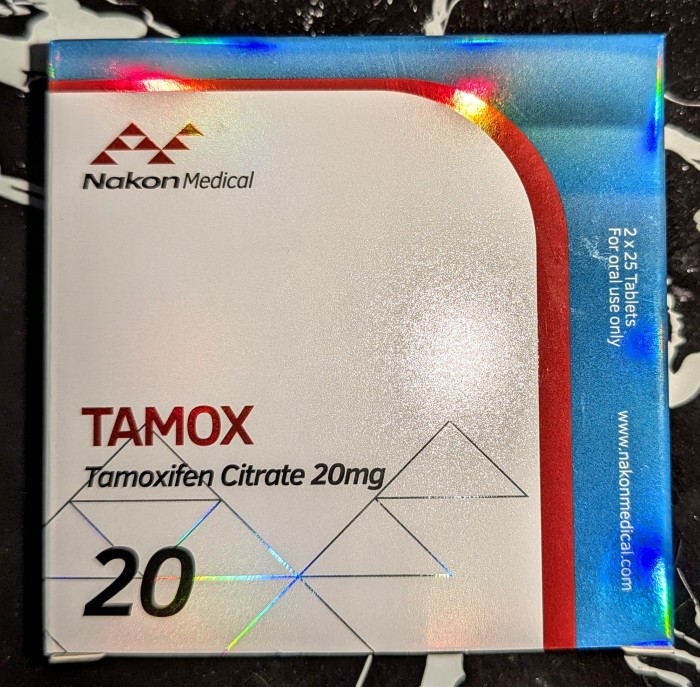 Nakon Medical
TAMOX
Tamoxifen Citrate 20mg
20
2 x 25 Tablets
For oral use only
www.nakonmedical.com